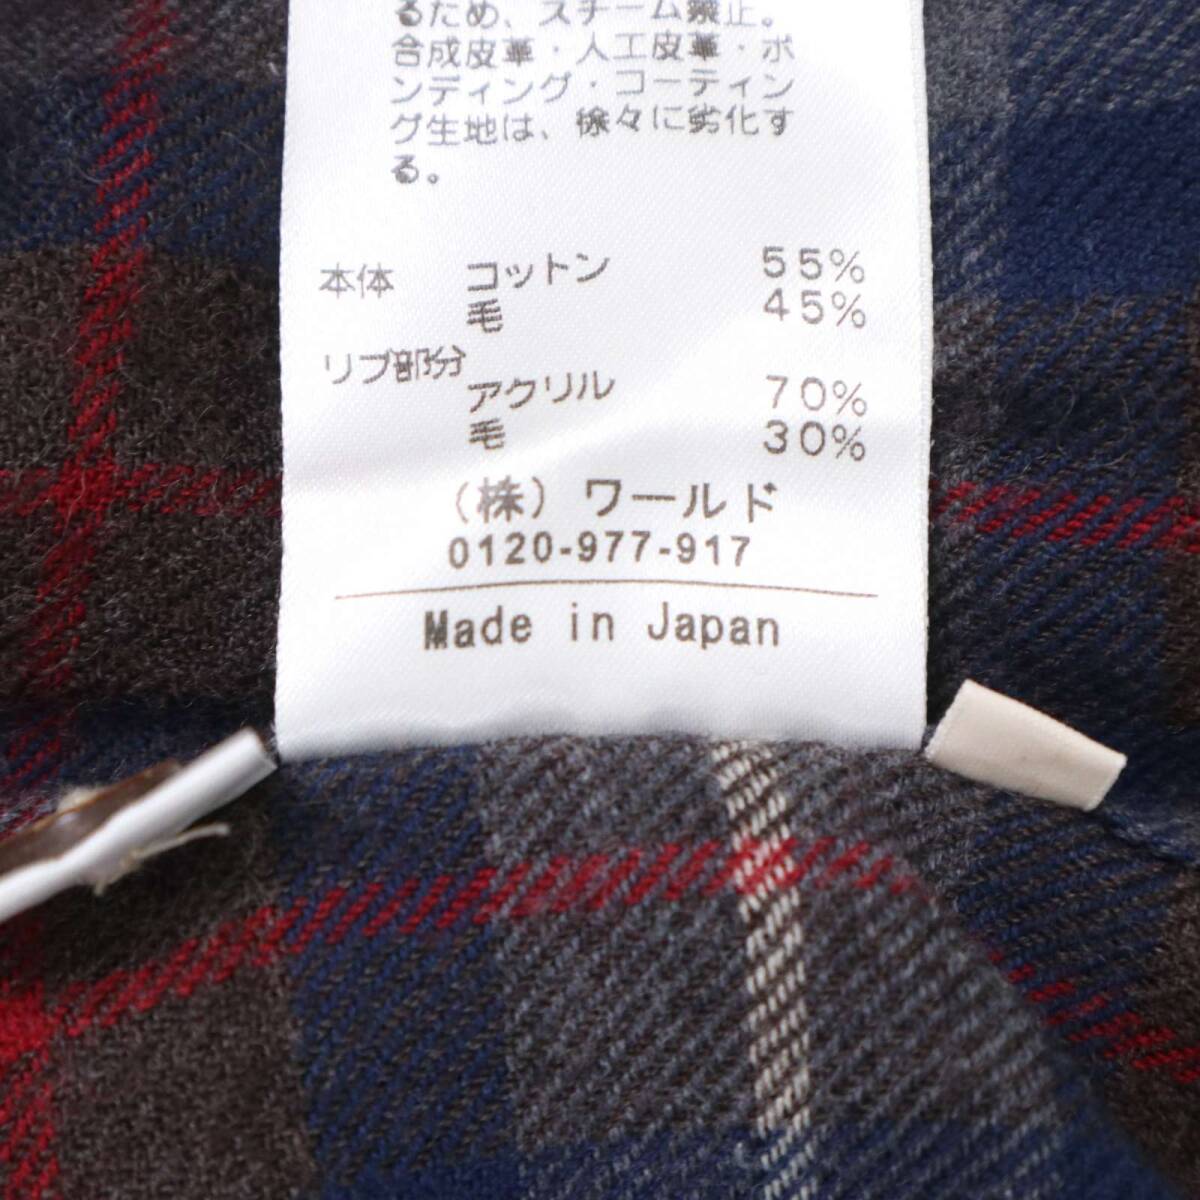 るため、スチーム禁止。
合成皮革・人工皮革・ボ
ンディング・コーティン
グ生地は、徐々に劣化す
る。
本体 コットン 55%
毛 45%
リブ部分
アクリル 70%
毛 30%
(株)ワールド
0120-977-917
Made in Japan